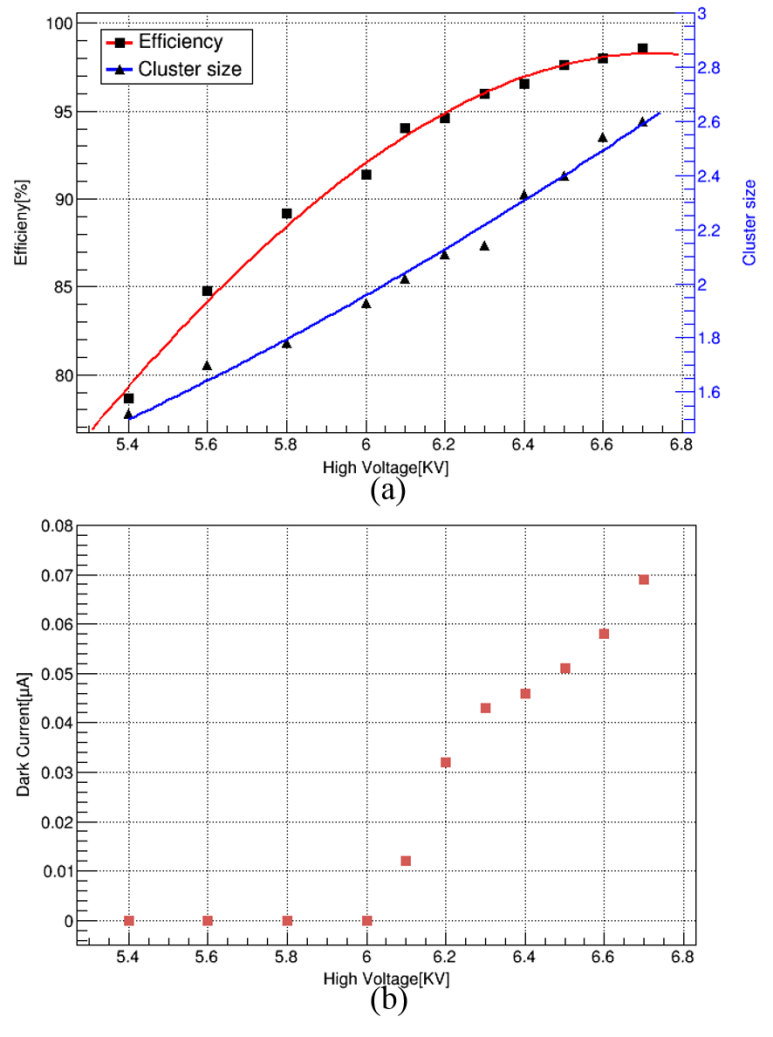 Efficiency
Cluster size
100
95
90
85
80
Efficieny[%]
3
2.8
2.6
2.4
2.2
2
1.8
1.6
Cluster size
5.4 5.6 5.8 6 6.2 6.4 6.6 6.8
High Voltage[KV]
(a)
0.08
0.07
0.06
0.05
0.04
0.03
0.02
0.01
0
Dark Current[μA]
5.4 5.6 5.8 6 6.2 6.4 6.6 6.8
High Voltage[KV]
(b)